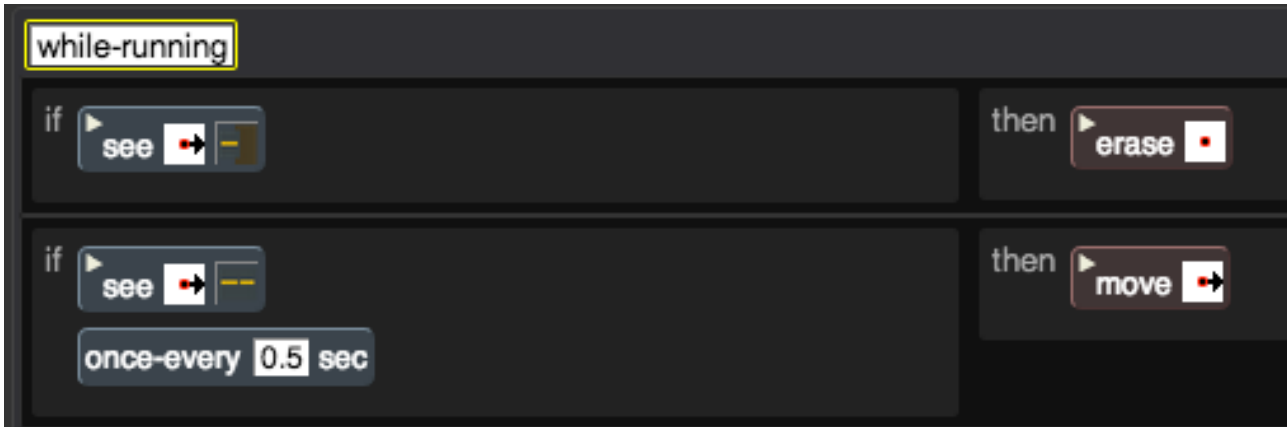 while-running
if see then erase
if see then move
once-every 0.5 sec